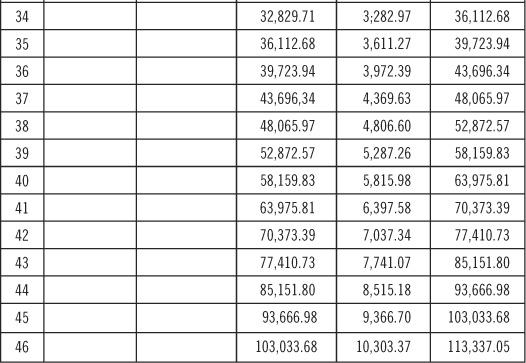 34 32,829.71 3;282.97 36,112.68
35 36,112.68 3,611.27 39,723.94
36 39,723.94 3,972.39 43,696.34
37 43,696,34 4,369.63 48,065.97
38 48,065.97 4,806.60 52,872.57
39 52,872.57 5,287.26 58,159.83
40 58,159.83 5,815.98 63,975.81
41 63,975.81 6,397.58 70,373.39
42 70,373.39 7,037.34 77,410.73
43 77,410.73 7,741.07 85,151.80
44 85,151.80 8,515.18 93,666.98
45 93,666.98 9,366.70 103,033.68
46 103,033.68 10,303.37 113,337.05